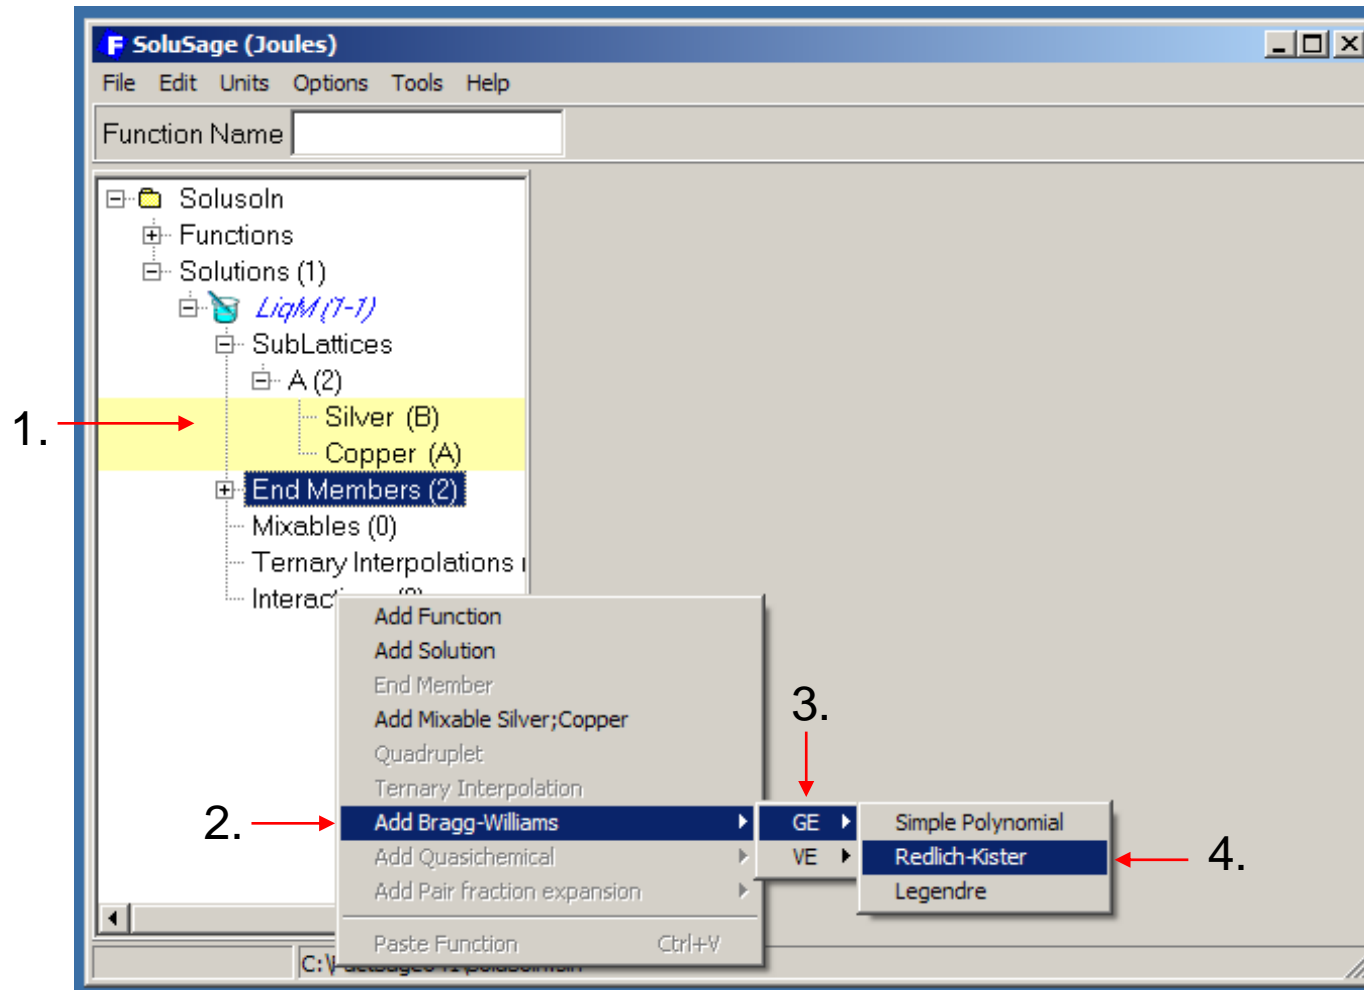 F SoluSage (Joules)
File Edit Units Options Tools Help
Function Name
Solusoln
Functions
Solutions (1)
LiqM (1-1)
SubLattices
A (2)
1.
Silver (B)
Copper (A)
End Members (2)
Mixables (0)
Ternary Interpolations
Add Function
Add Solution
End Member
Add Mixable Silver;Copper
Quadruplet
Ternary Interpolation
3.
2.
Add Bragg-Williams
GE
Simple Polynomial
Add Quasichemical
VE
Redlich-Kister
4.
Add Pair fraction expansion
Legendre
Paste Function Ctrl+V